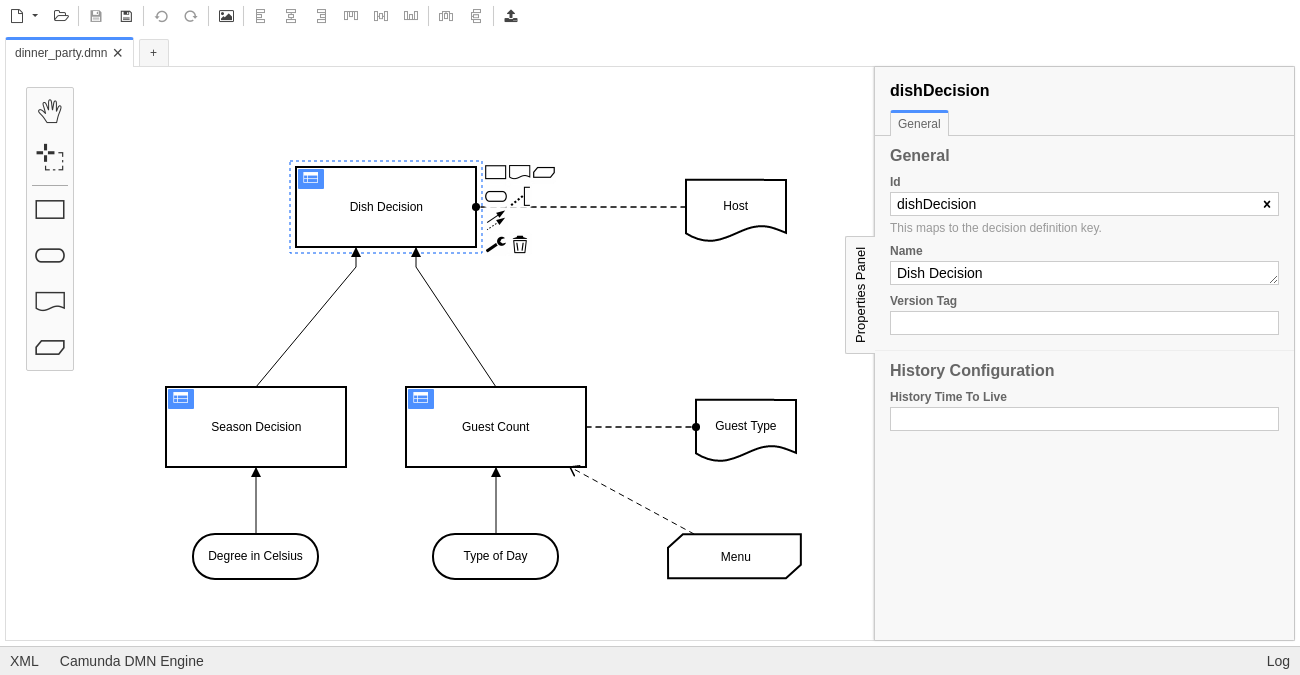 dinner_party.dmn
+
Dish Decision
Host
Season Decision
Guest Count
Guest Type
Degree in Celsius
Type of Day
Menu
Properties Panel
dishDecision
General
General
Id
dishDecision
This maps to the decision definition key.
Name
Dish Decision
Version Tag
History Configuration
History Time To Live
XML
Camunda DMN Engine
Log